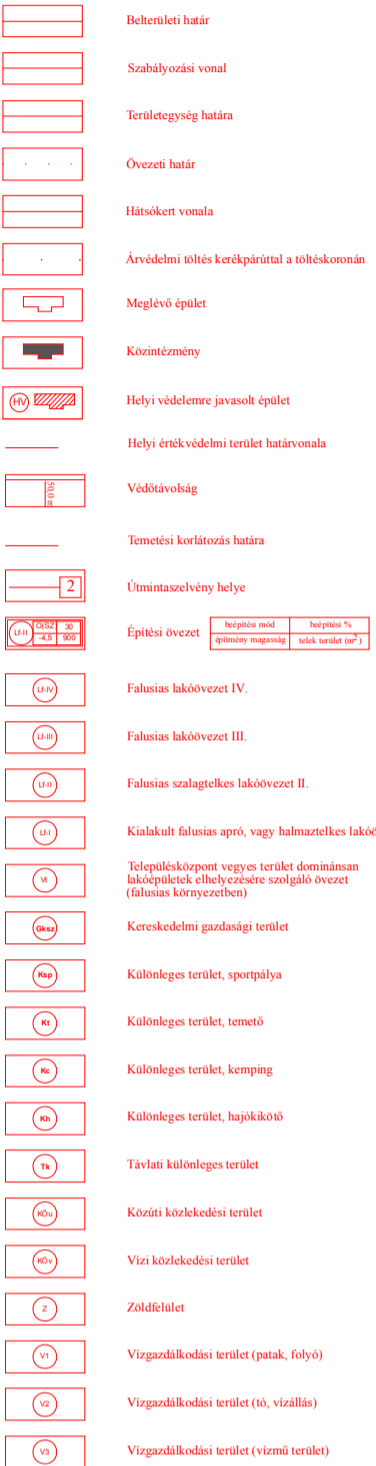 Belterületi határ
Szabályozási vonal
Területegység határa
Övezeti határ
Hátsókert vonala
Árvédelmi töltés kerékpárúttal a töltéskoronán
Meglévő épület
Közintézmény
HV Helyi védelemre javasolt épület
Helyi értékvédelmi terület határvonala
50,0 m Védőtávolság
Temetési korlátozás határa
2 Útmintaszelvény helye
Lf-II O(SZ 30 Építési övezet beépítési mód beépítési %
-4,5 900 építmény magasság telek terület (m²)
Lf-IV Falusias lakóövezet IV.
Lf-III Falusias lakóövezet III.
Lf-II Falusias szalagtelkes lakóövezet II.
Lf-I Kialakult falusias apró, vagy halmaztelkes lakóö
Vt Településközpont vegyes terület dominánsan
lakóépületek elhelyezésére szolgáló övezet
(falusias környezetben)
Gksz Kereskedelmi gazdasági terület
Ksp Különleges terület, sportpálya
Kt Különleges terület, temető
Kc Különleges terület, kemping
Kh Különleges terület, hajókikötő
Tk Távlati különleges terület
KÖu Közúti közlekedési terület
KÖv Vízi közlekedési terület
Z Zöldfelület
V1 Vízgazdálkodási terület (patak, folyó)
V2 Vízgazdálkodási terület (tó, vízállás)
V3 Vízgazdálkodási terület (vízmű terület)